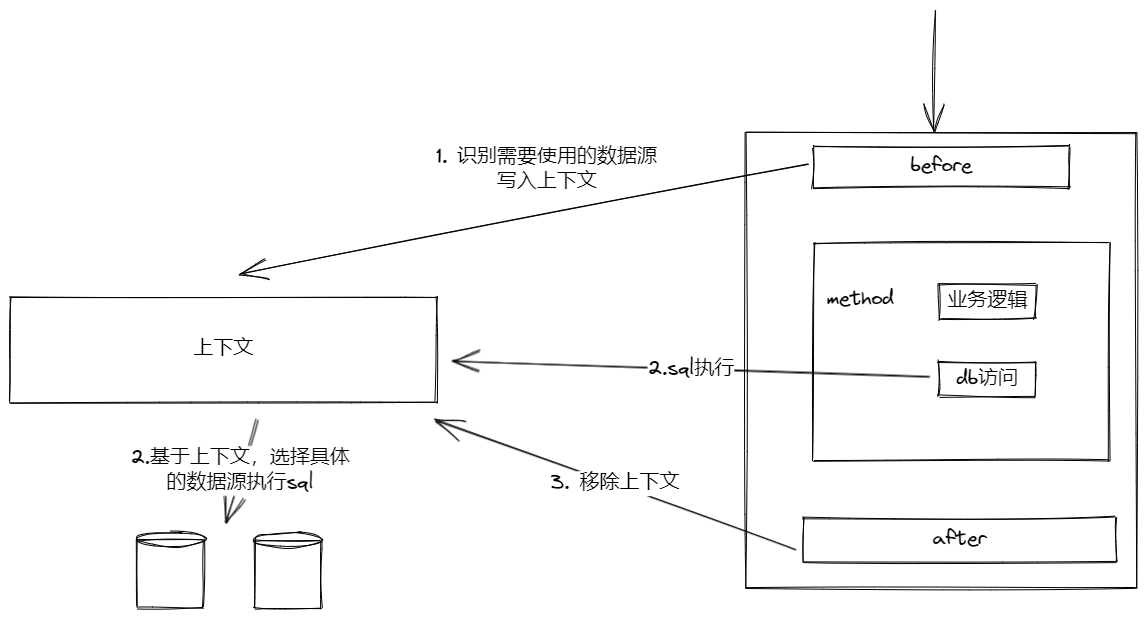 1. 识别需要使用的数据源
写入上下文
before
method
业务逻辑
上下文
2.sql执行
db访问
2.基于上下文，选择具体
的数据源执行sql
3. 移除上下文
after